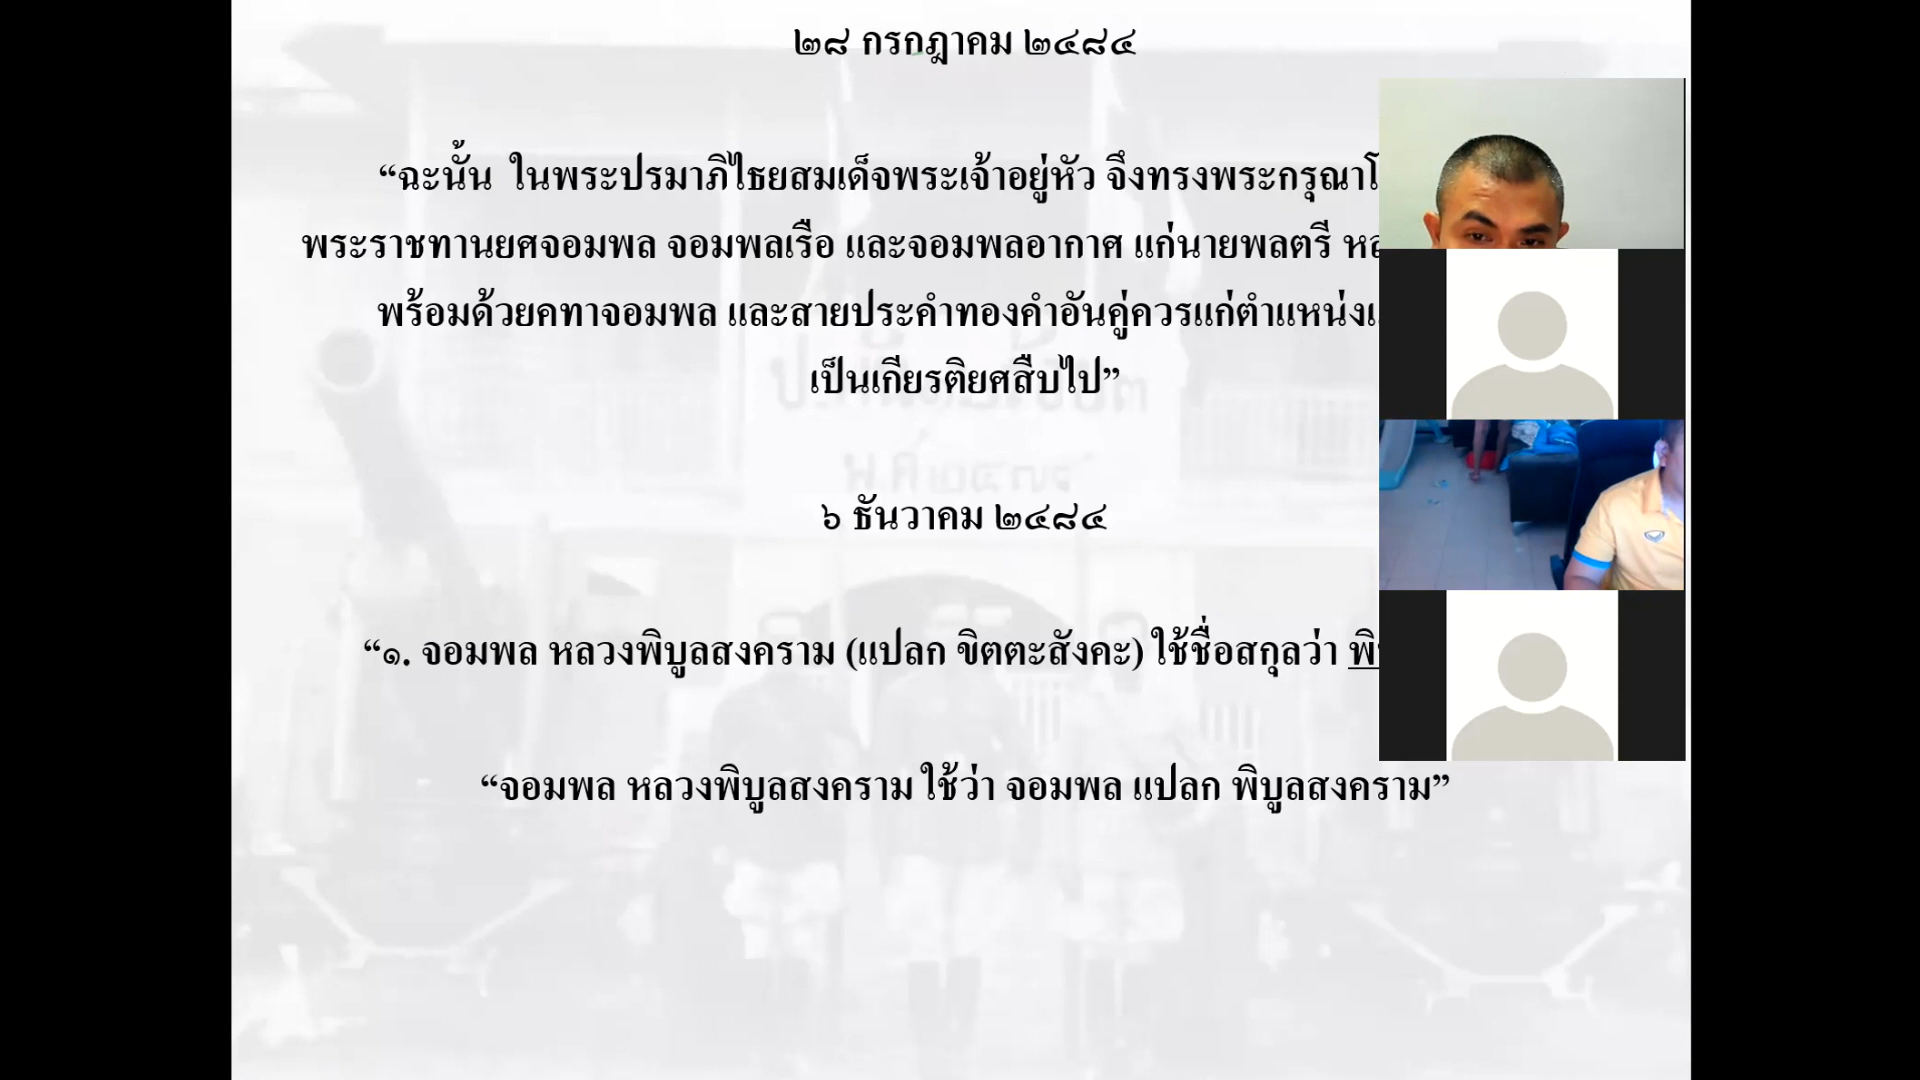 ๒๘ กรกฎาคม ๒๔๘๔
“ฉะนั้น ในพระปรมาภิไธยสมเด็จพระเจ้าอยู่หัว จึงทรงพระกรุณา
พระราชทานยศจอมพล จอมพลเรือ และจอมพลอากาศ แก่นายพลตรี
พร้อมด้วยคทาจอมพล และสายประคำทองคำอันคู่ควรแก่ตำแหน่ง
เป็นเกียรติยศสืบไป”
๖ ธันวาคม ๒๔๘๔
“๑. จอมพล หลวงพิบูลสงคราม (แปลก ขิตตะสังคะ) ใช้ชื่อสกุลว่า
“จอมพล หลวงพิบูลสงคราม ใช้ว่า จอมพล แปลก พิบูลสงคราม”